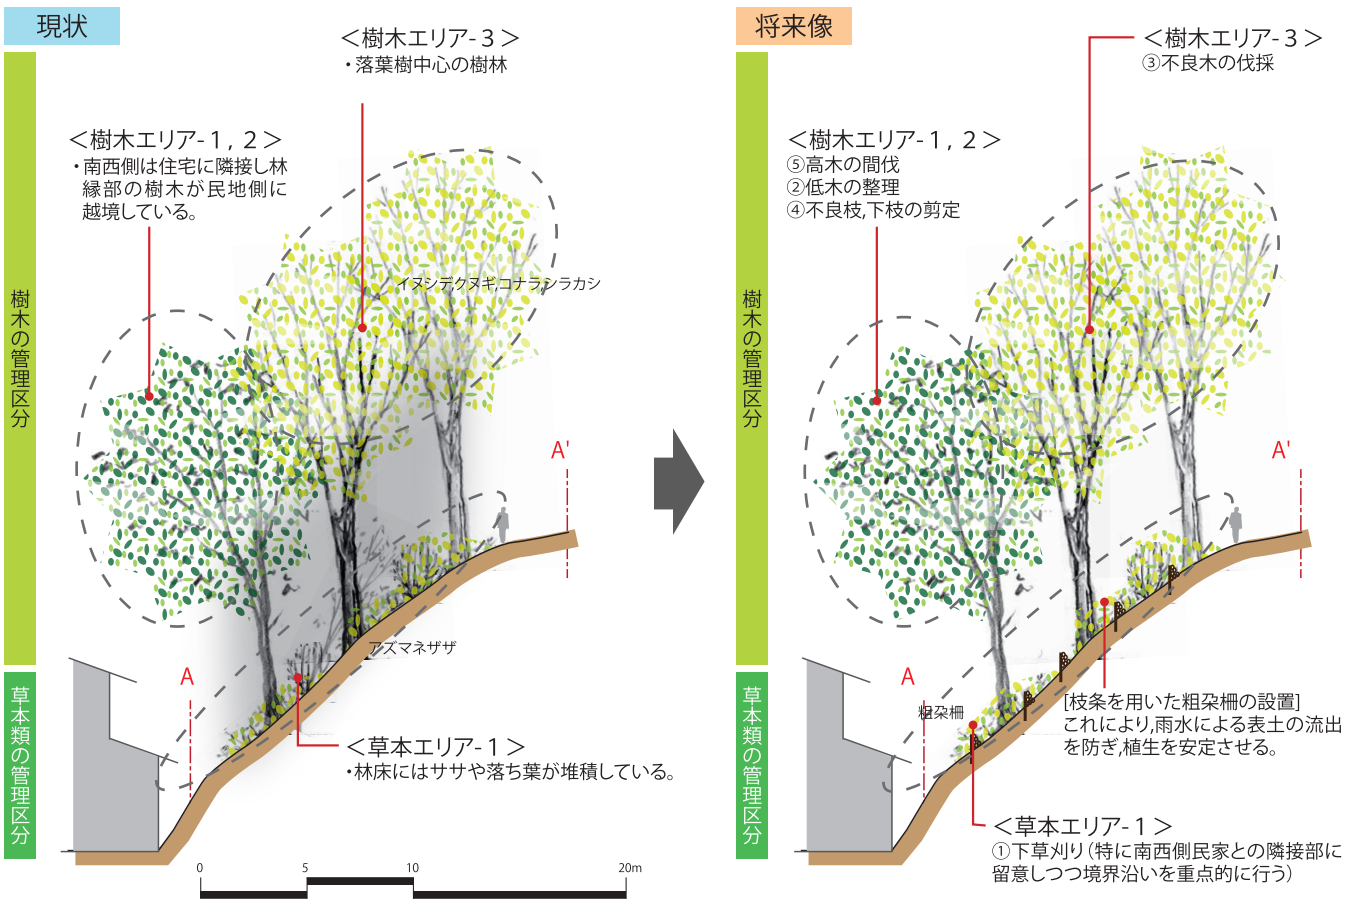 現状
＜樹木エリア-３＞
・落葉樹中心の樹林
＜樹木エリア-１,２＞
・南西側は住宅に隣接し林
縁部の樹木が民地側に
越境している。
イヌシデクヌギ,コナラ,シラカシ
樹木の管理区分
A'
A
アズマネザサ
草本類の管理区分
＜草本エリア-１＞
・林床にはササや落ち葉が堆積している。
0 5 10 20m
将来像
＜樹木エリア-３＞
③不良木の伐採
＜樹木エリア-１,２＞
⑤高木の間伐
②低木の整理
④不良枝,下枝の剪定
樹木の管理区分
A'
A
粗朶柵
[枝条を用いた粗朶柵の設置]
これにより,雨水による表土の流出
を防ぎ,植生を安定させる。
草本類の管理区分
＜草本エリア-１＞
①下草刈り（特に南西側民家との隣接部に
留意しつつ境界沿いを重点的に行う）